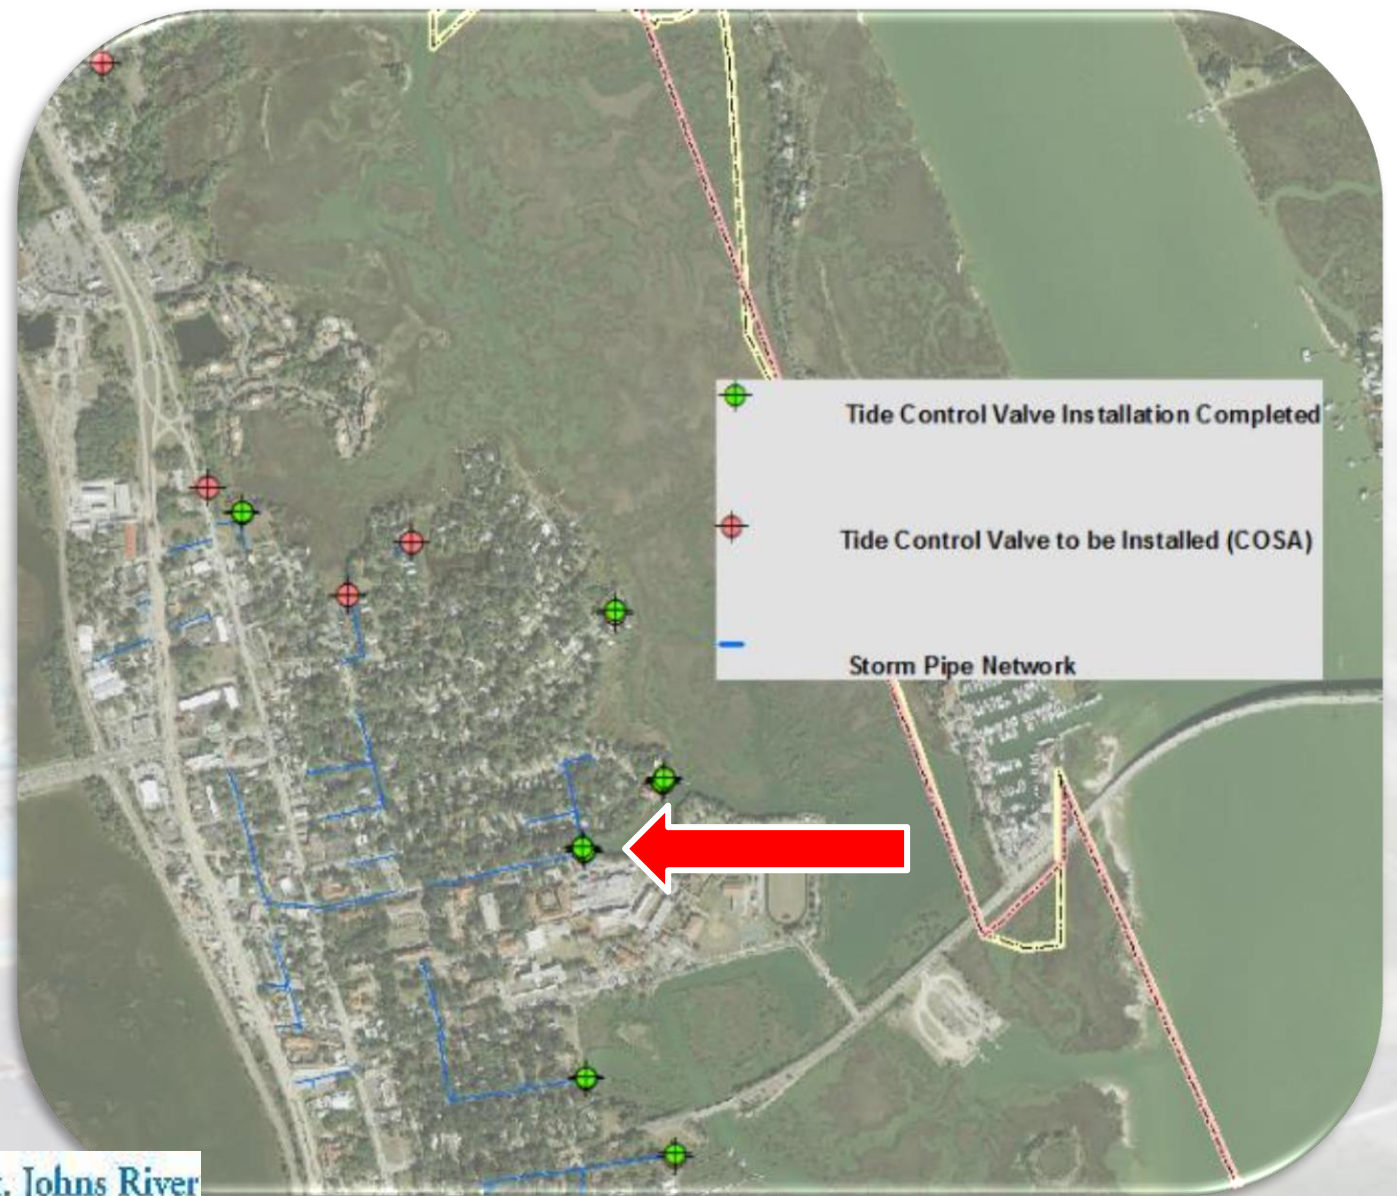 Tide Control Valve Installation Completed
Tide Control Valve to be Installed (COSA)
Storm Pipe Network
. Johns River